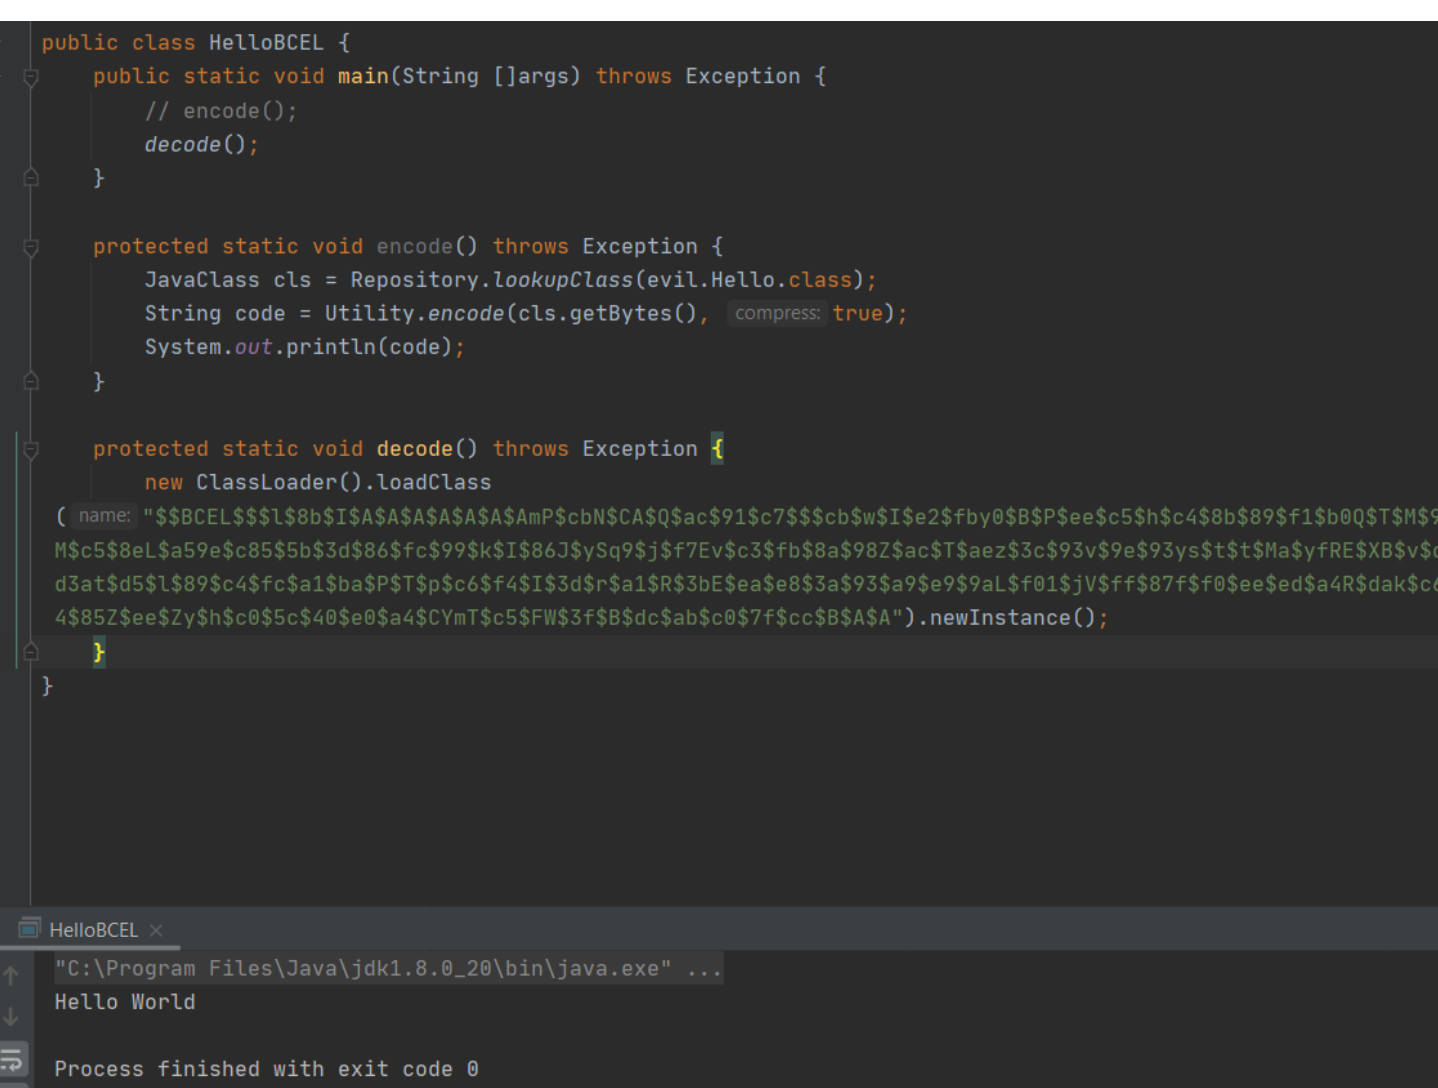 public class HelloBCEL {
public static void main(String []args) throws Exception {
// encode();
decode();
}
protected static void encode() throws Exception {
JavaClass cls = Repository.lookupClass(evil.Hello.class);
String code = Utility.encode(cls.getBytes(), compress: true);
System.out.println(code);
}
protected static void decode() throws Exception {
new ClassLoader().loadClass
( name: "$$BCEL$$$l$8b$I$A$A$A$A$A$A$AmP$cbN$CA$Q$ac$91$c7$$$cb$w$I$e2$fby0$B$P$ee$c5$h$c4$8b$89$f1$b0Q$T$M$9
M$c5$8eL$a59e$c85$5b$3d$86$fc$99$k$I$86J$ySq9$j$f7Ev$c3$fb$8a$98Z$ac$T$aez$3c$93v$9e$93ys$t$t$Ma$yfRE$XB$v$
d3at$d5$l$89$c4$fc$a1$ba$P$T$p$c6$f4$I$3d$r$a1$R$3bE$ea$e8$3a$93$a9$e9$9aL$f01$jV$ff$87f$f0$ee$ed$a4R$dak$c
4$85Z$ee$Zy$h$c0$5c$40$e0$a4$CYmT$c5$FW$3f$B$dc$ab$c0$7f$cc$B$A$A").newInstance();
}
}
HelloBCEL
"C:\Program Files\Java\jdk1.8.0_20\bin\java.exe" ...
Hello World
Process finished with exit code 0